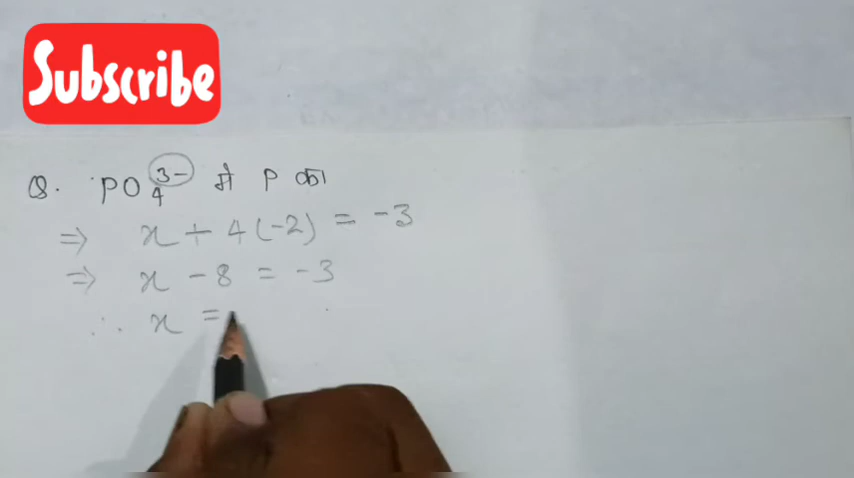 Subscribe
Q. PO₄³⁻ में P का
⇒ x + 4(-2) = -3
⇒ x - 8 = -3
∴ x =